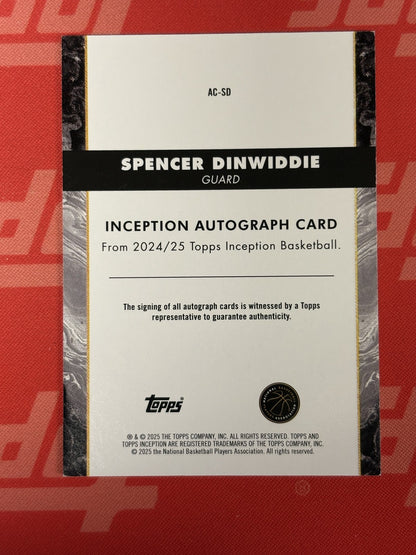 AC-SD
SPENCER DINWIDDIE
GUARD
INCEPTION AUTOGRAPH CARD
From 2024/25 Topps Inception Basketball.
The signing of all autograph cards is witnessed by a Topps
representative to guarantee authenticity.
topps
® & © 2025 THE TOPPS COMPANY, INC. ALL RIGHTS RESERVED. TOPPS AND
TOPPS INCEPTION ARE REGISTERED TRADEMARKS OF THE TOPPS COMPANY, INC.
© 2025 the National Basketball Players Association. All rights reserved.